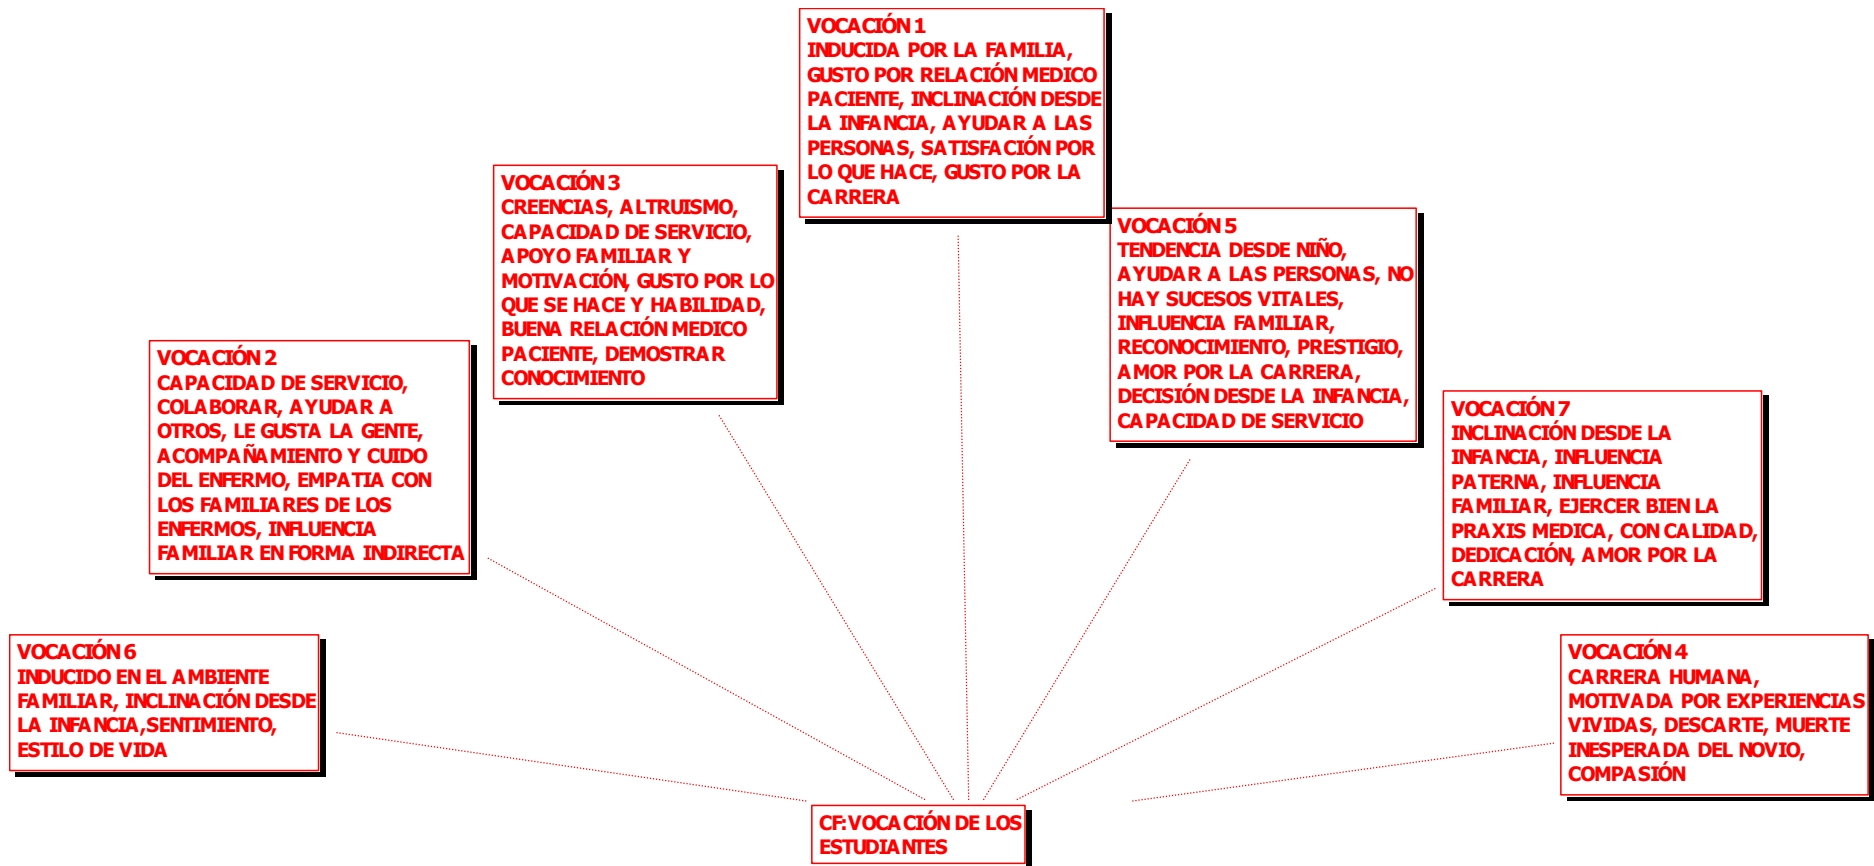 VOCACIÓN 1
INDUCIDA POR LA FAMILIA,
GUSTO POR RELACIÓN MEDICO
PACIENTE, INCLINACIÓN DESDE
LA INFANCIA, AYUDAR A LAS
PERSONAS, SATISFACIÓN POR
LO QUE HACE, GUSTO POR LA
CARRERA
VOCACIÓN 3
CREENCIAS, ALTRUISMO,
CAPACIDAD DE SERVICIO,
APOYO FAMILIAR Y
MOTIVACIÓN, GUSTO POR LO
QUE SE HACE Y HABILIDAD,
BUENA RELACIÓN MEDICO
PACIENTE, DEMOSTRAR
CONOCIMIENTO
VOCACIÓN 5
TENDENCIA DESDE NIÑO,
AYUDAR A LAS PERSONAS, NO
HAY SUCESOS VITALES,
INFLUENCIA FAMILIAR,
RECONOCIMIENTO, PRESTIGIO,
AMOR POR LA CARRERA,
DECISIÓN DESDE LA INFANCIA,
CAPACIDAD DE SERVICIO
VOCACIÓN 2
CAPACIDAD DE SERVICIO,
COLABORAR, AYUDAR A
OTROS, LE GUSTA LA GENTE,
ACOMPAÑAMIENTO Y CUIDO
DEL ENFERMO, EMPATIA CON
LOS FAMILIARES DE LOS
ENFERMOS, INFLUENCIA
FAMILIAR EN FORMA INDIRECTA
VOCACIÓN 7
INCLINACIÓN DESDE LA
INFANCIA, INFLUENCIA
PATERNA, INFLUENCIA
FAMILIAR, EJERCER BIEN LA
PRAXIS MEDICA, CON CALIDAD,
DEDICACIÓN, AMOR POR LA
CARRERA
VOCACIÓN 6
INDUCIDO EN EL AMBIENTE
FAMILIAR, INCLINACIÓN DESDE
LA INFANCIA,SENTIMIENTO,
ESTILO DE VIDA
VOCACIÓN 4
CARRERA HUMANA,
MOTIVADA POR EXPERIENCIAS
VIVIDAS, DESCARTE, MUERTE
INESPERADA DEL NOVIO,
COMPASIÓN
CF:VOCACIÓN DE LOS
ESTUDIANTES